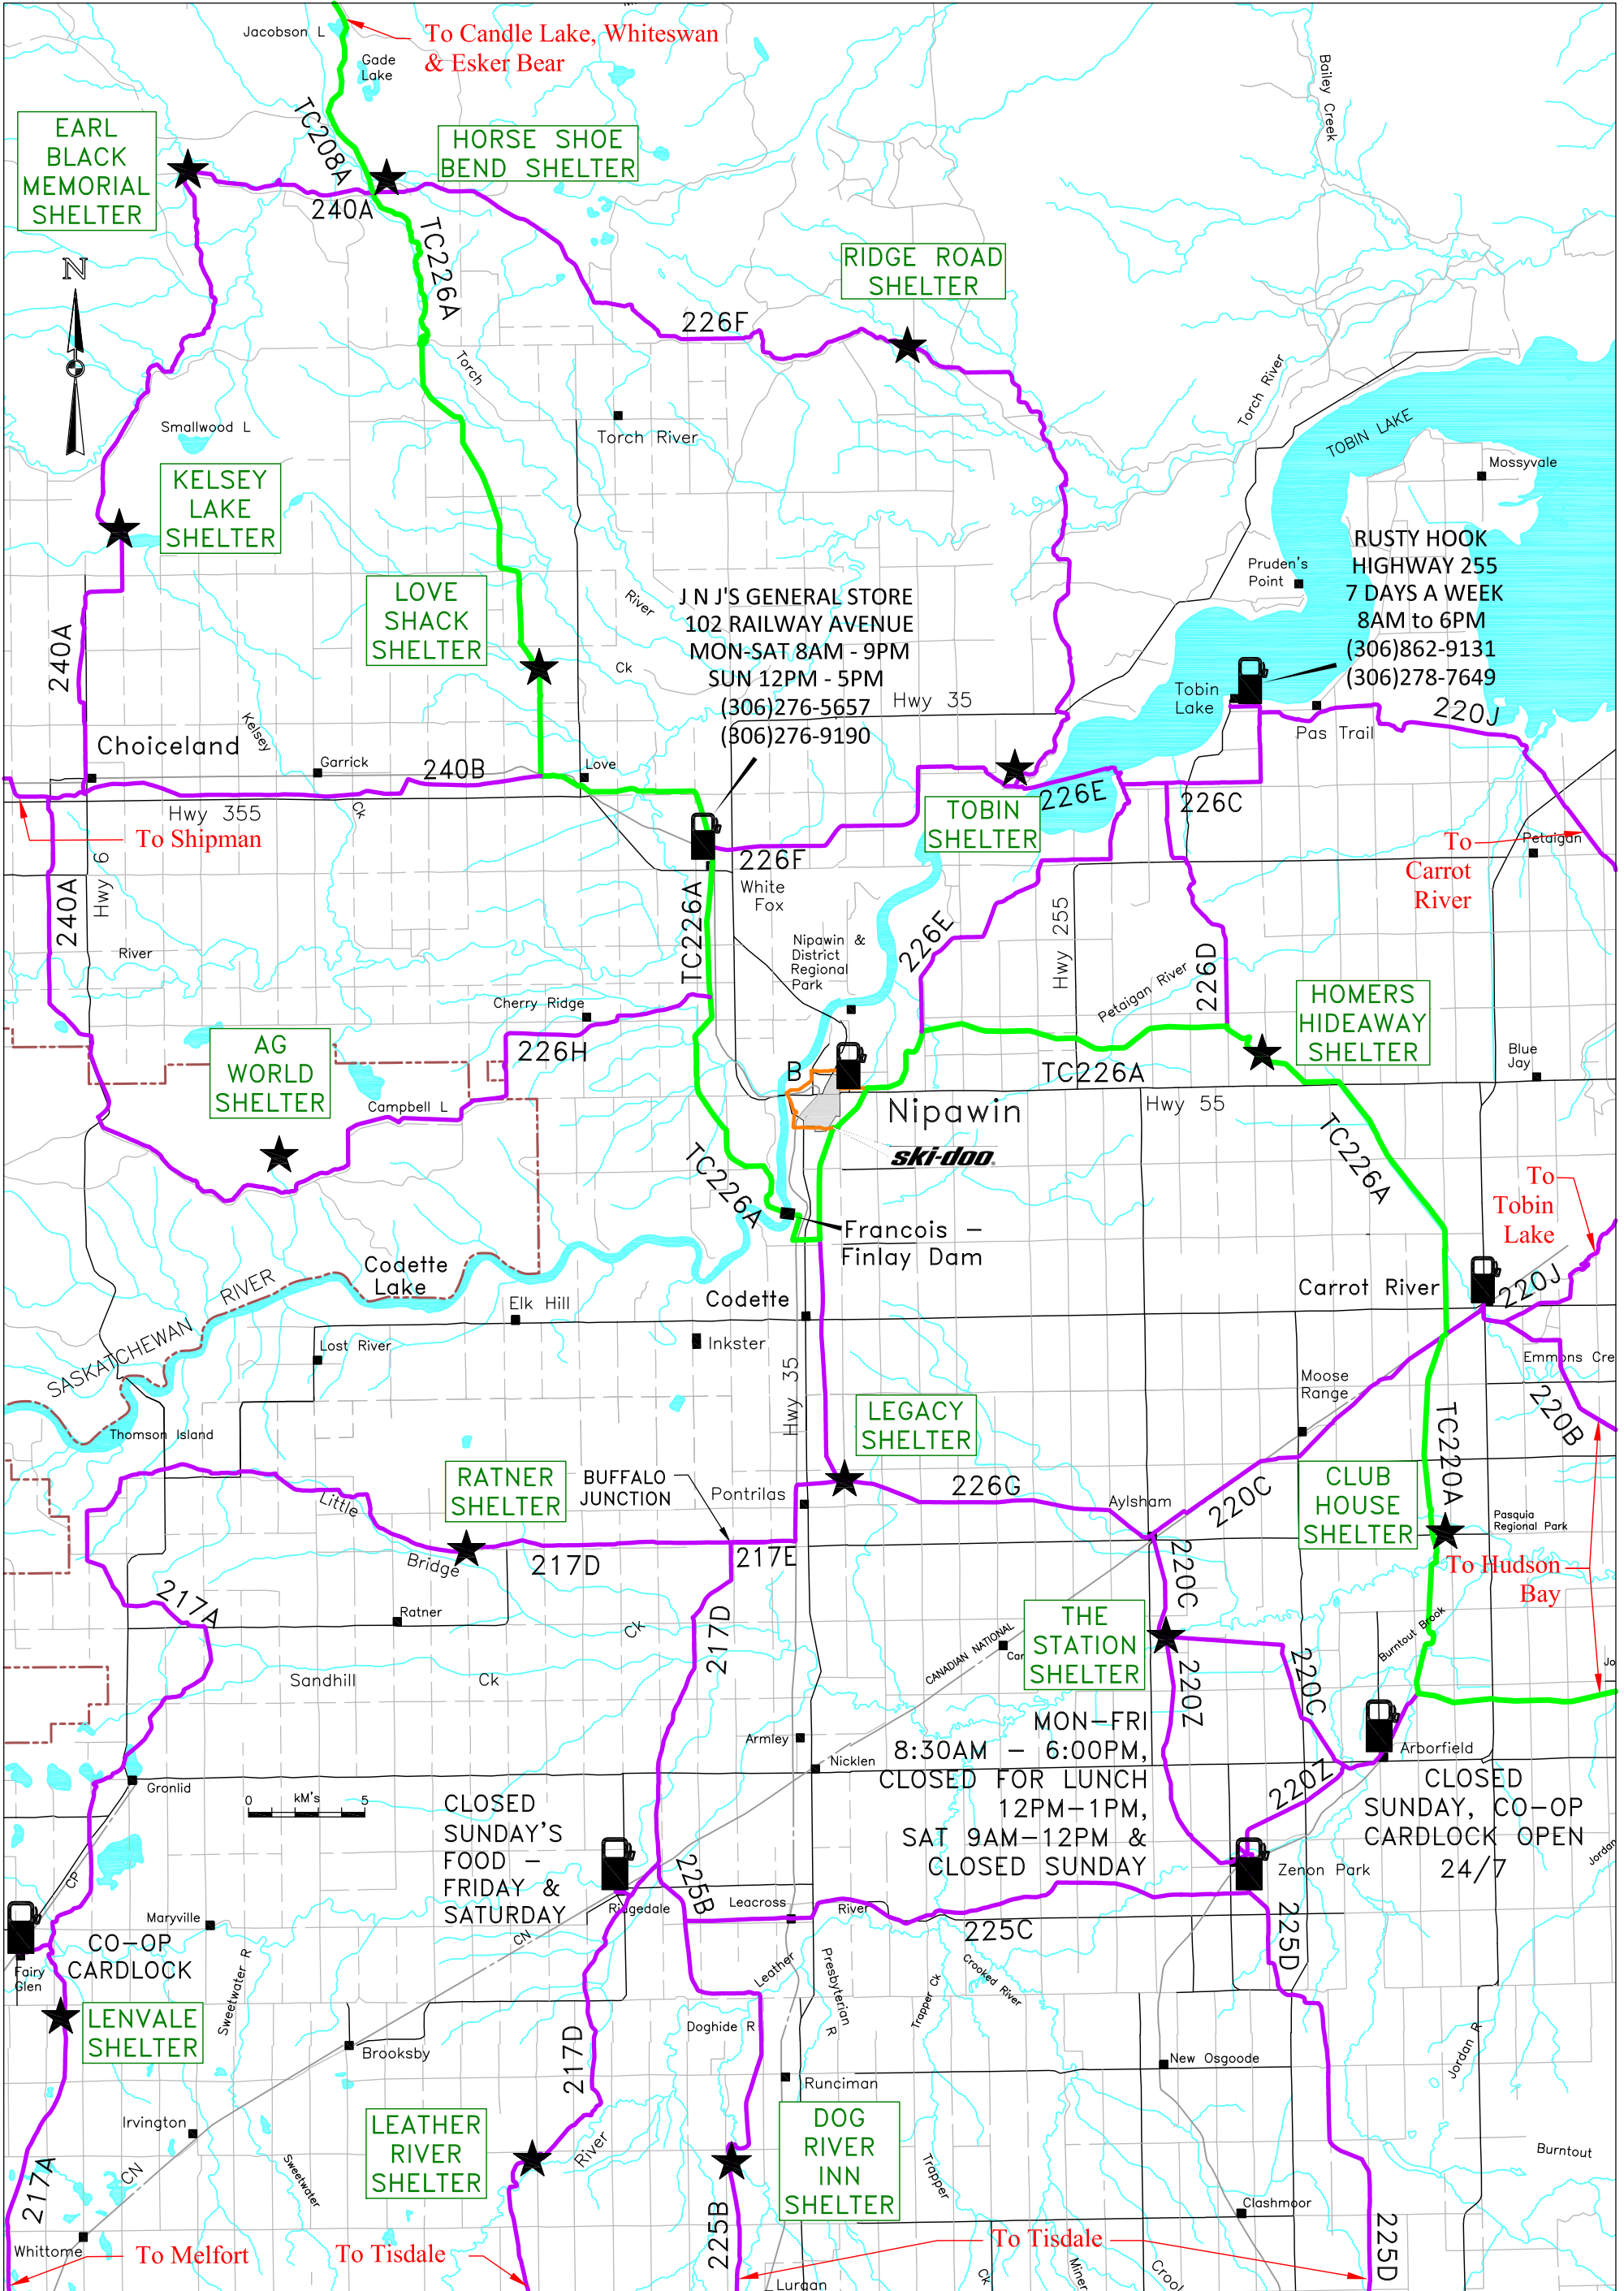 Jacobson L
To Candle Lake, Whiteswan
& Esker Bear
Gade
Lake
Bailey Creek
EARL
BLACK
MEMORIAL
SHELTER
TC208A
HORSE SHOE
BEND SHELTER
240A
TC226A
N
RIDGE ROAD
SHELTER
226F
Torch
Torch River
Smallwood L
Torch River
TOBIN LAKE
Mossyvale
KELSEY
LAKE
SHELTER
RUSTY HOOK
HIGHWAY 255
7 DAYS A WEEK
8AM to 6PM
(306)862-9131
(306)278-7649
Pruden's
Point
LOVE
SHACK
SHELTER
River
J N J'S GENERAL STORE
102 RAILWAY AVENUE
MON-SAT 8AM - 9PM
SUN 12PM - 5PM
(306)276-5657
(306)276-9190
240A
Ck
Hwy 35
Tobin
Lake
220J
Pas Trail
Kelsey
Choiceland
Garrick
240B
Love
Hwy 355
Ck
To Shipman
226E
226C
TOBIN
SHELTER
To
Carrot
River
Petaigan
226F
White
Fox
Hwy 6
240A
TC226A
River
Nipawin &
District
Regional
Park
226E
Hwy 255
Petaigan River
226D
Cherry Ridge
HOMERS
HIDEAWAY
SHELTER
226H
AG
WORLD
SHELTER
Campbell L
B
TC226A
Blue
Jay
Nipawin
Hwy 55
ski-doo
TC226A
TC226A
To
Tobin
Lake
Francois -
Finlay Dam
Codette
Lake
SASKATCHEWAN RIVER
Elk Hill
Codette
Carrot River
220J
Lost River
Inkster
Hwy 35
Moose
Range
Emmons Cre
220B
Thomson Island
LEGACY
SHELTER
TC220A
RATNER
SHELTER
BUFFALO
JUNCTION
Pontrilas
226G
Aylsham
220C
CLUB
HOUSE
SHELTER
Pasquia
Regional Park
Little
Bridge
217D
217E
220C
To Hudson
Bay
217A
Ratner
Ck
217D
THE
STATION
SHELTER
CANADIAN NATIONAL
Car
Burntout Brook
Jo
Sandhill
Ck
220Z
220C
Armley
Nicklen
MON-FRI
8:30AM - 6:00PM,
CLOSED FOR LUNCH
12PM-1PM,
SAT 9AM-12PM &
CLOSED SUNDAY
Arborfield
CLOSED
SUNDAY, CO-OP
CARDLOCK OPEN
24/7
220Z
Gronlid
0 kM's 5
CLOSED
SUNDAY'S
FOOD -
FRIDAY &
SATURDAY
CP
225B
Zenon Park
Jordan
Maryville
CO-OP
CARDLOCK
Fairy
Glen
Ridgedale
CN
Leacross
River
225C
225D
Leather
Presbyterian
R
Trapper Ck
Crooked River
Sweetwater R
LENVALE
SHELTER
Doghide R
Brooksby
217D
Runciman
New Osgoode
Jordan R
Irvington
LEATHER
RIVER
SHELTER
River
DOG
RIVER
INN
SHELTER
Burntout
217A
CN
Sweetwater
Trapper
Clashmoor
225B
225D
Whittome
To Melfort
To Tisdale
To Tisdale
Ck
Miner
Crool
Lurgan